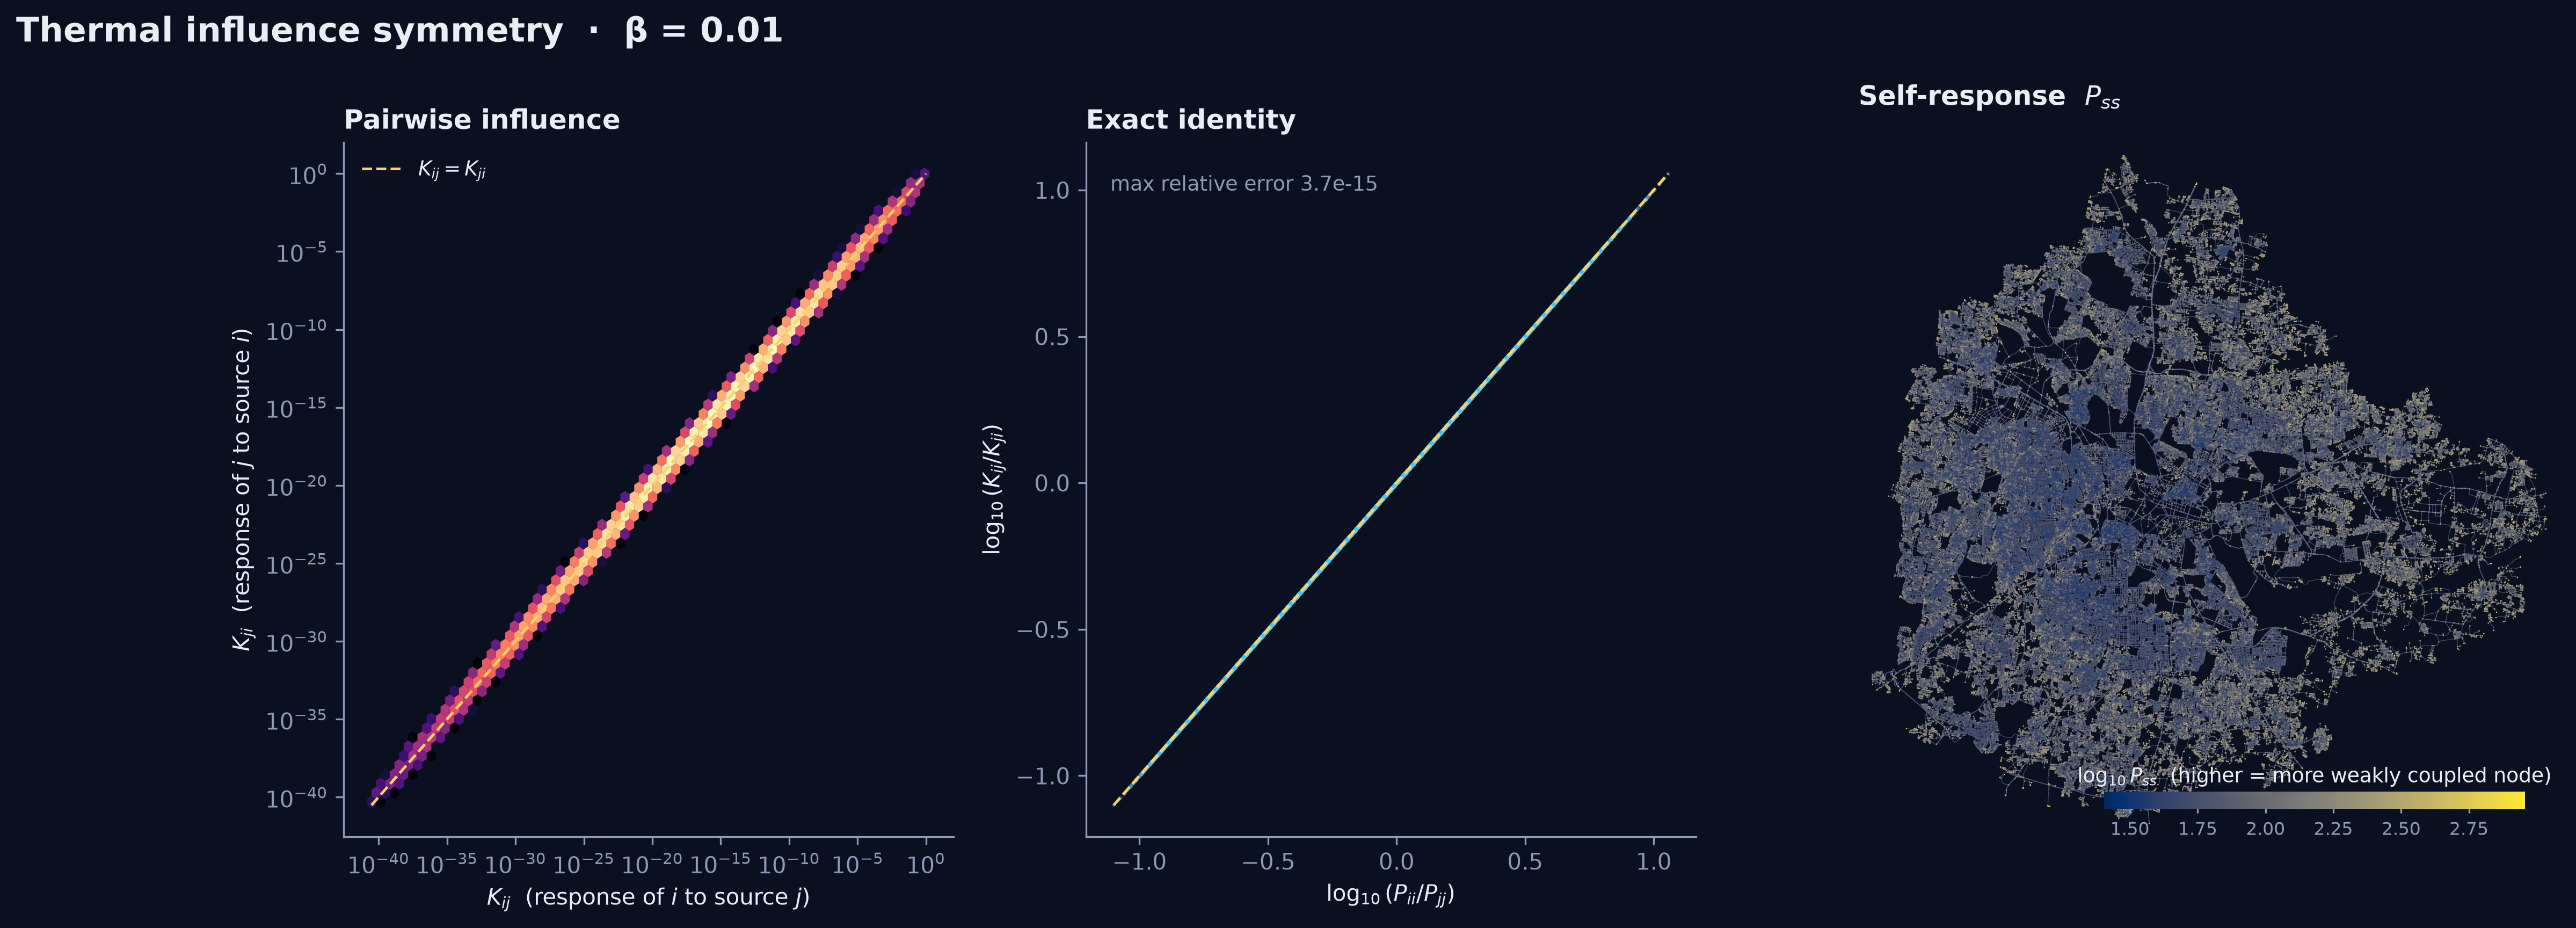 Thermal influence symmetry · β = 0.01
Pairwise influence
K_ij = K_ji
10^0
10^−5
10^−10
10^−15
10^−20
10^−25
10^−30
10^−35
10^−40
K_ji (response of j to source i)
10^−40 10^−35 10^−30 10^−25 10^−20 10^−15 10^−10 10^−5 10^0
K_ij (response of i to source j)
Exact identity
max relative error 3.7e-15
1.0
0.5
0.0
−0.5
−1.0
log_10 (K_ij/K_ji)
−1.0 −0.5 0.0 0.5 1.0
log_10 (P_ii/P_jj)
Self-response P_ss
log_10 P_ss (higher = more weakly coupled node)
1.50 1.75 2.00 2.25 2.50 2.75